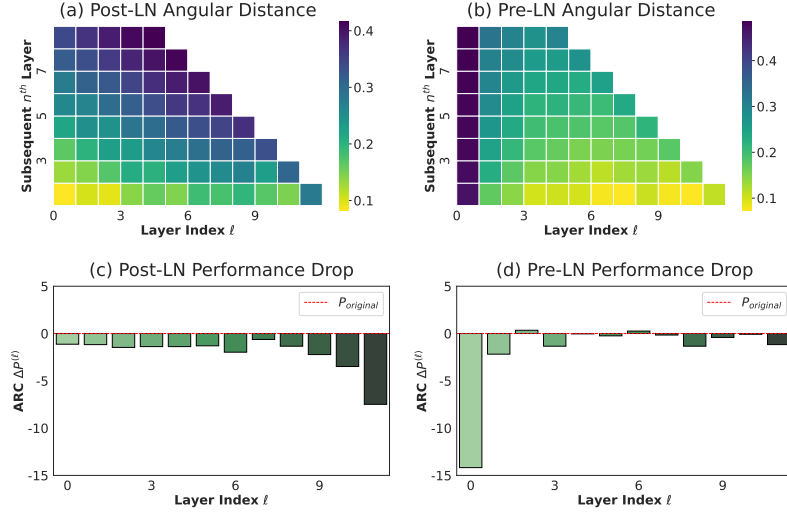 (a) Post-LN Angular Distance
Subsequent nth Layer
7
5
3
0 3 6 9
Layer Index ℓ
0.4
0.3
0.2
0.1
(b) Pre-LN Angular Distance
Subsequent nth Layer
7
5
3
0 3 6 9
Layer Index ℓ
0.4
0.3
0.2
0.1
(c) Post-LN Performance Drop
ARC ΔP(ℓ)
5
0
-5
-10
-15
P original
0 3 6 9
Layer Index ℓ
(d) Pre-LN Performance Drop
ARC ΔP(ℓ)
5
0
-5
-10
-15
P original
0 3 6 9
Layer Index ℓ